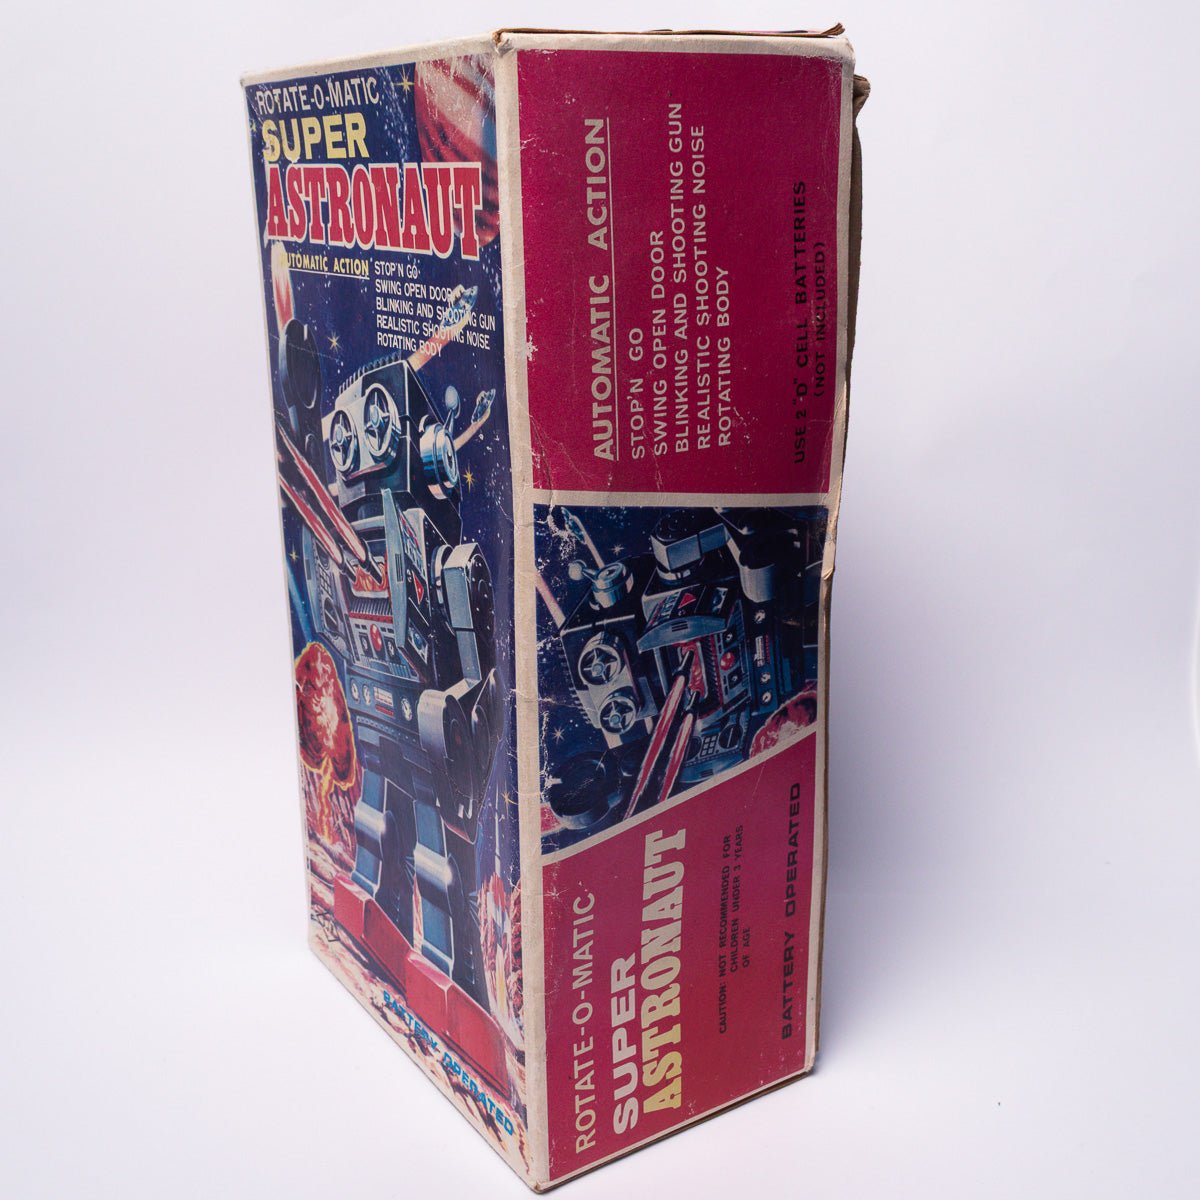 ROTATE-O-MATIC
SUPER
ASTRONAUT
AUTOMATIC ACTION
STOP'N GO
SWING OPEN DOOR
BLINKING AND SHOOTING GUN
REALISTIC SHOOTING NOISE
ROTATING BODY
BATTERY OPERATED
AUTOMATIC ACTION
STOP'N GO
SWING OPEN DOOR
BLINKING AND SHOOTING GUN
REALISTIC SHOOTING NOISE
ROTATING BODY
USE 2 "D" CELL BATTERIES
(NOT INCLUDED)
ROTATE-O-MATIC
SUPER
ASTRONAUT
CAUTION: NOT RECOMMENDED FOR
CHILDREN UNDER 3 YEARS
OF AGE
BATTERY OPERATED